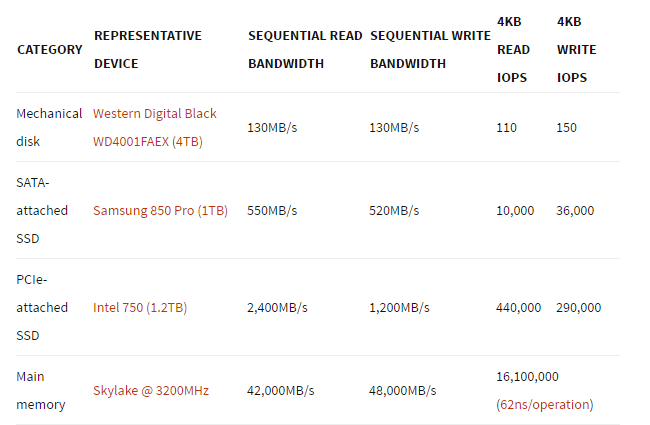 CATEGORY REPRESENTATIVE DEVICE SEQUENTIAL READ BANDWIDTH SEQUENTIAL WRITE BANDWIDTH 4KB READ IOPS 4KB WRITE IOPS
Mechanical disk Western Digital Black WD4001FAEX (4TB) 130MB/s 130MB/s 110 150
SATA-attached SSD Samsung 850 Pro (1TB) 550MB/s 520MB/s 10,000 36,000
PCIe-attached SSD Intel 750 (1.2TB) 2,400MB/s 1,200MB/s 440,000 290,000
Main memory Skylake @ 3200MHz 42,000MB/s 48,000MB/s 16,100,000 (62ns/operation)